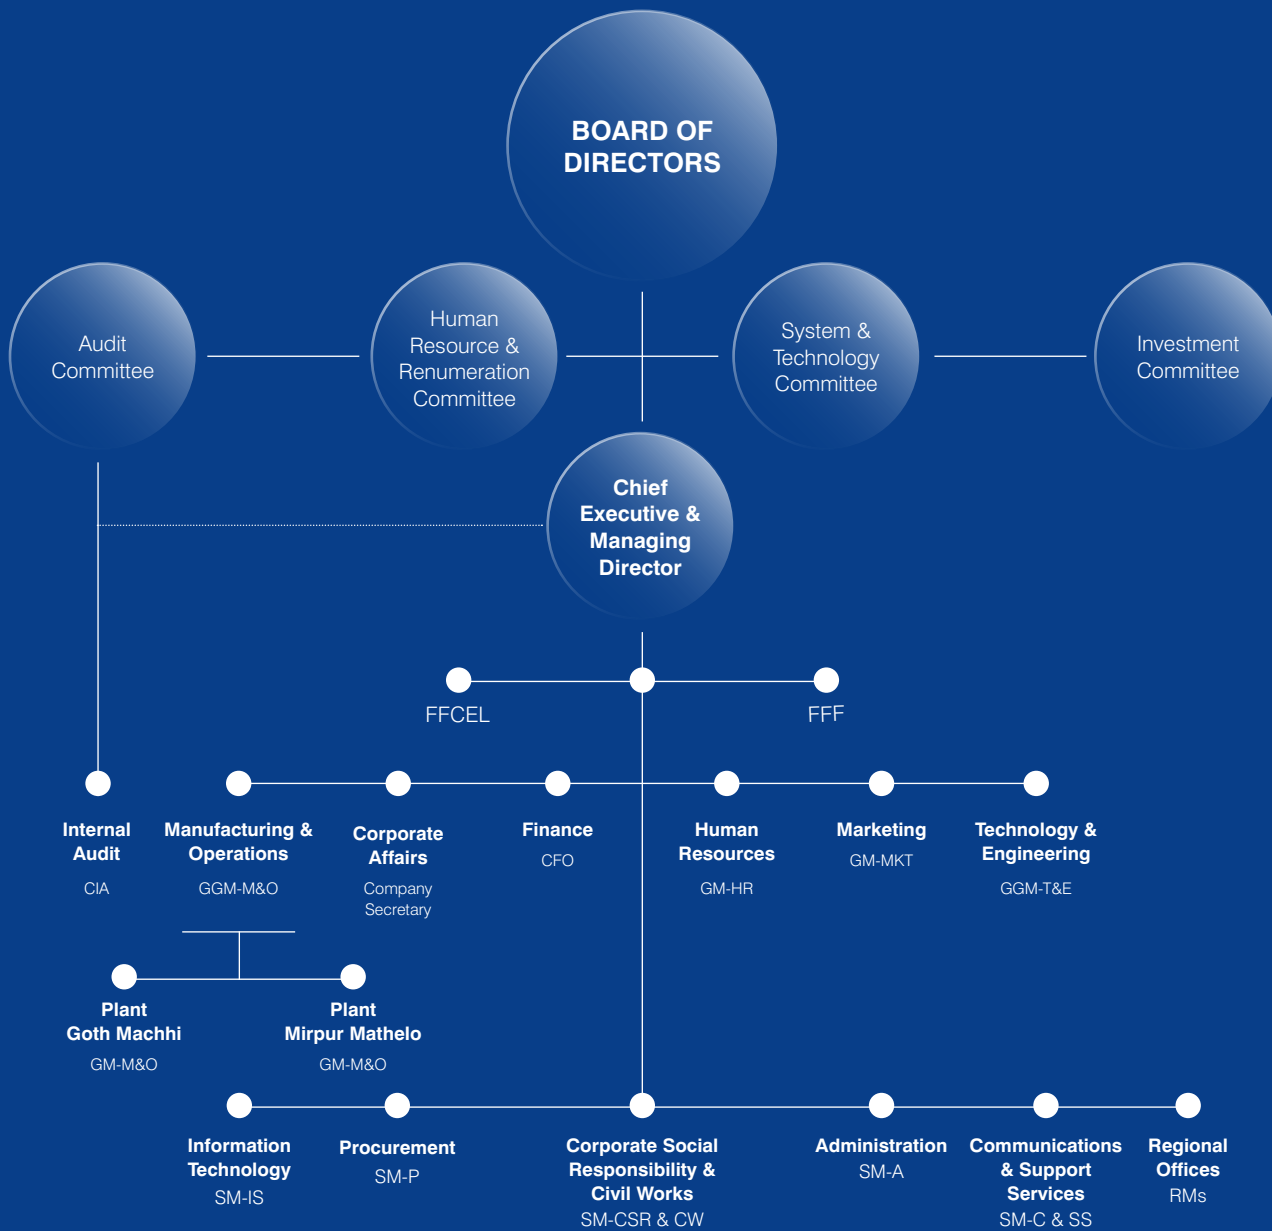 BOARD OF
DIRECTORS
Audit
Committee
Human
Resource &
Renumeration
Committee
System &
Technology
Committee
Investment
Committee
Chief
Executive &
Managing
Director
FFCEL
FFF
Internal
Audit
CIA
Manufacturing &
Operations
GGM-M&O
Corporate
Affairs
Company
Secretary
Finance
CFO
Human
Resources
GM-HR
Marketing
GM-MKT
Technology &
Engineering
GGM-T&E
Plant
Goth Machhi
GM-M&O
Plant
Mirpur Mathelo
GM-M&O
Information
Technology
SM-IS
Procurement
SM-P
Corporate Social
Responsibility &
Civil Works
SM-CSR & CW
Administration
SM-A
Communications
& Support
Services
SM-C & SS
Regional
Offices
RMs